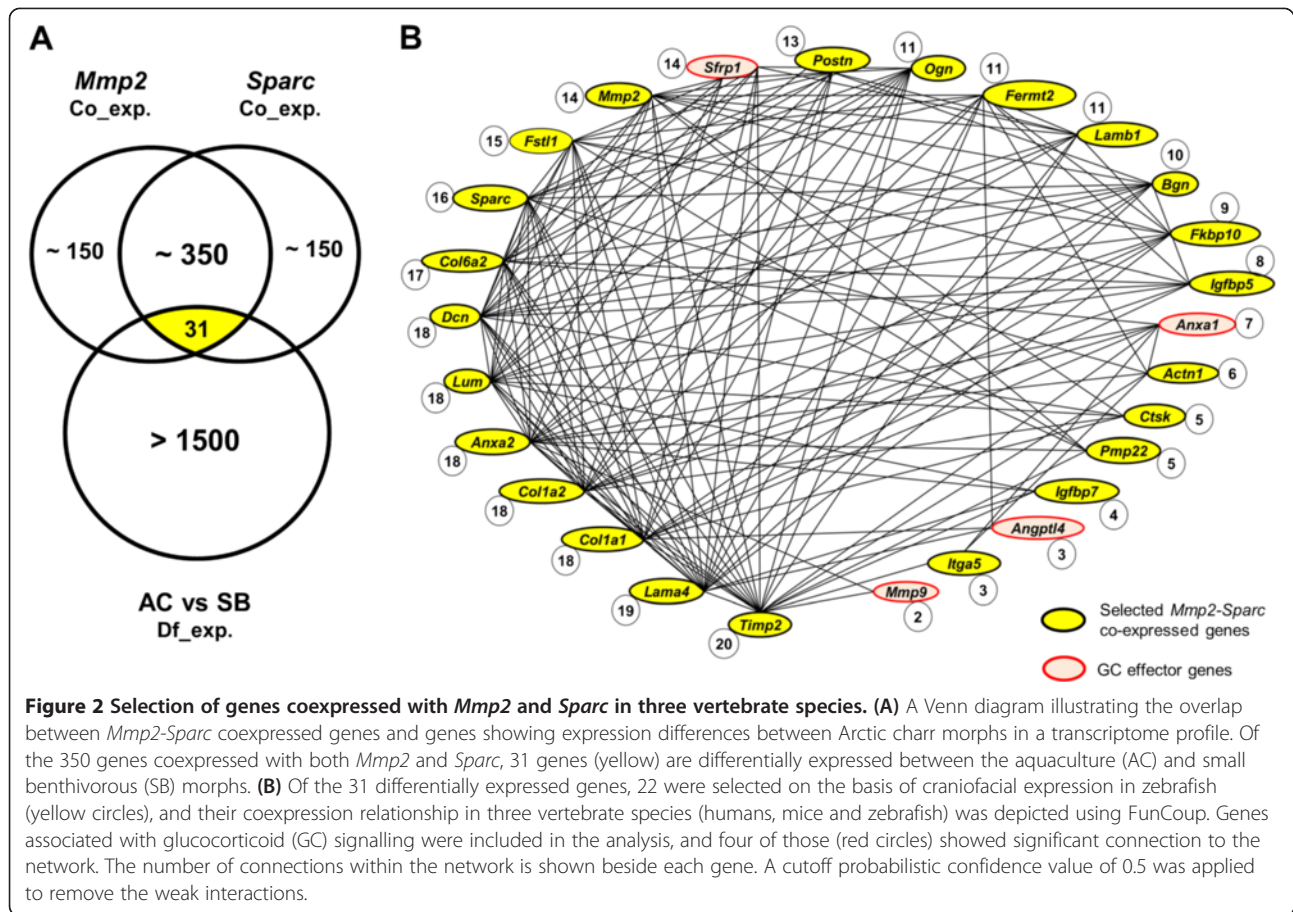 A
Mmp2
Co_exp.
Sparc
Co_exp.
~ 150
~ 350
~ 150
31
> 1500
AC vs SB
Df_exp.
B
14 Sfrp1
13 Postn
11 Ogn
11 Fermt2
11 Lamb1
10 Bgn
9 Fkbp10
8 Igfbp5
Anxa1 7
Actn1 6
Ctsk 5
Pmp22 5
Igfbp7 4
Angptl4 3
Itga5 3
Mmp9 2
Timp2 20
Lama4 19
Col1a1 18
Col1a2 18
Anxa2 18
Lum 18
Dcn 18
Col6a2 17
Sparc 16
Fstl1 15
Mmp2 14
Selected Mmp2-Sparc
co-expressed genes
GC effector genes
Figure 2 Selection of genes coexpressed with Mmp2 and Sparc in three vertebrate species. (A) A Venn diagram illustrating the overlap
between Mmp2-Sparc coexpressed genes and genes showing expression differences between Arctic charr morphs in a transcriptome profile. Of
the 350 genes coexpressed with both Mmp2 and Sparc, 31 genes (yellow) are differentially expressed between the aquaculture (AC) and small
benthivorous (SB) morphs. (B) Of the 31 differentially expressed genes, 22 were selected on the basis of craniofacial expression in zebrafish
(yellow circles), and their coexpression relationship in three vertebrate species (humans, mice and zebrafish) was depicted using FunCoup. Genes
associated with glucocorticoid (GC) signalling were included in the analysis, and four of those (red circles) showed significant connection to the
network. The number of connections within the network is shown beside each gene. A cutoff probabilistic confidence value of 0.5 was applied
to remove the weak interactions.